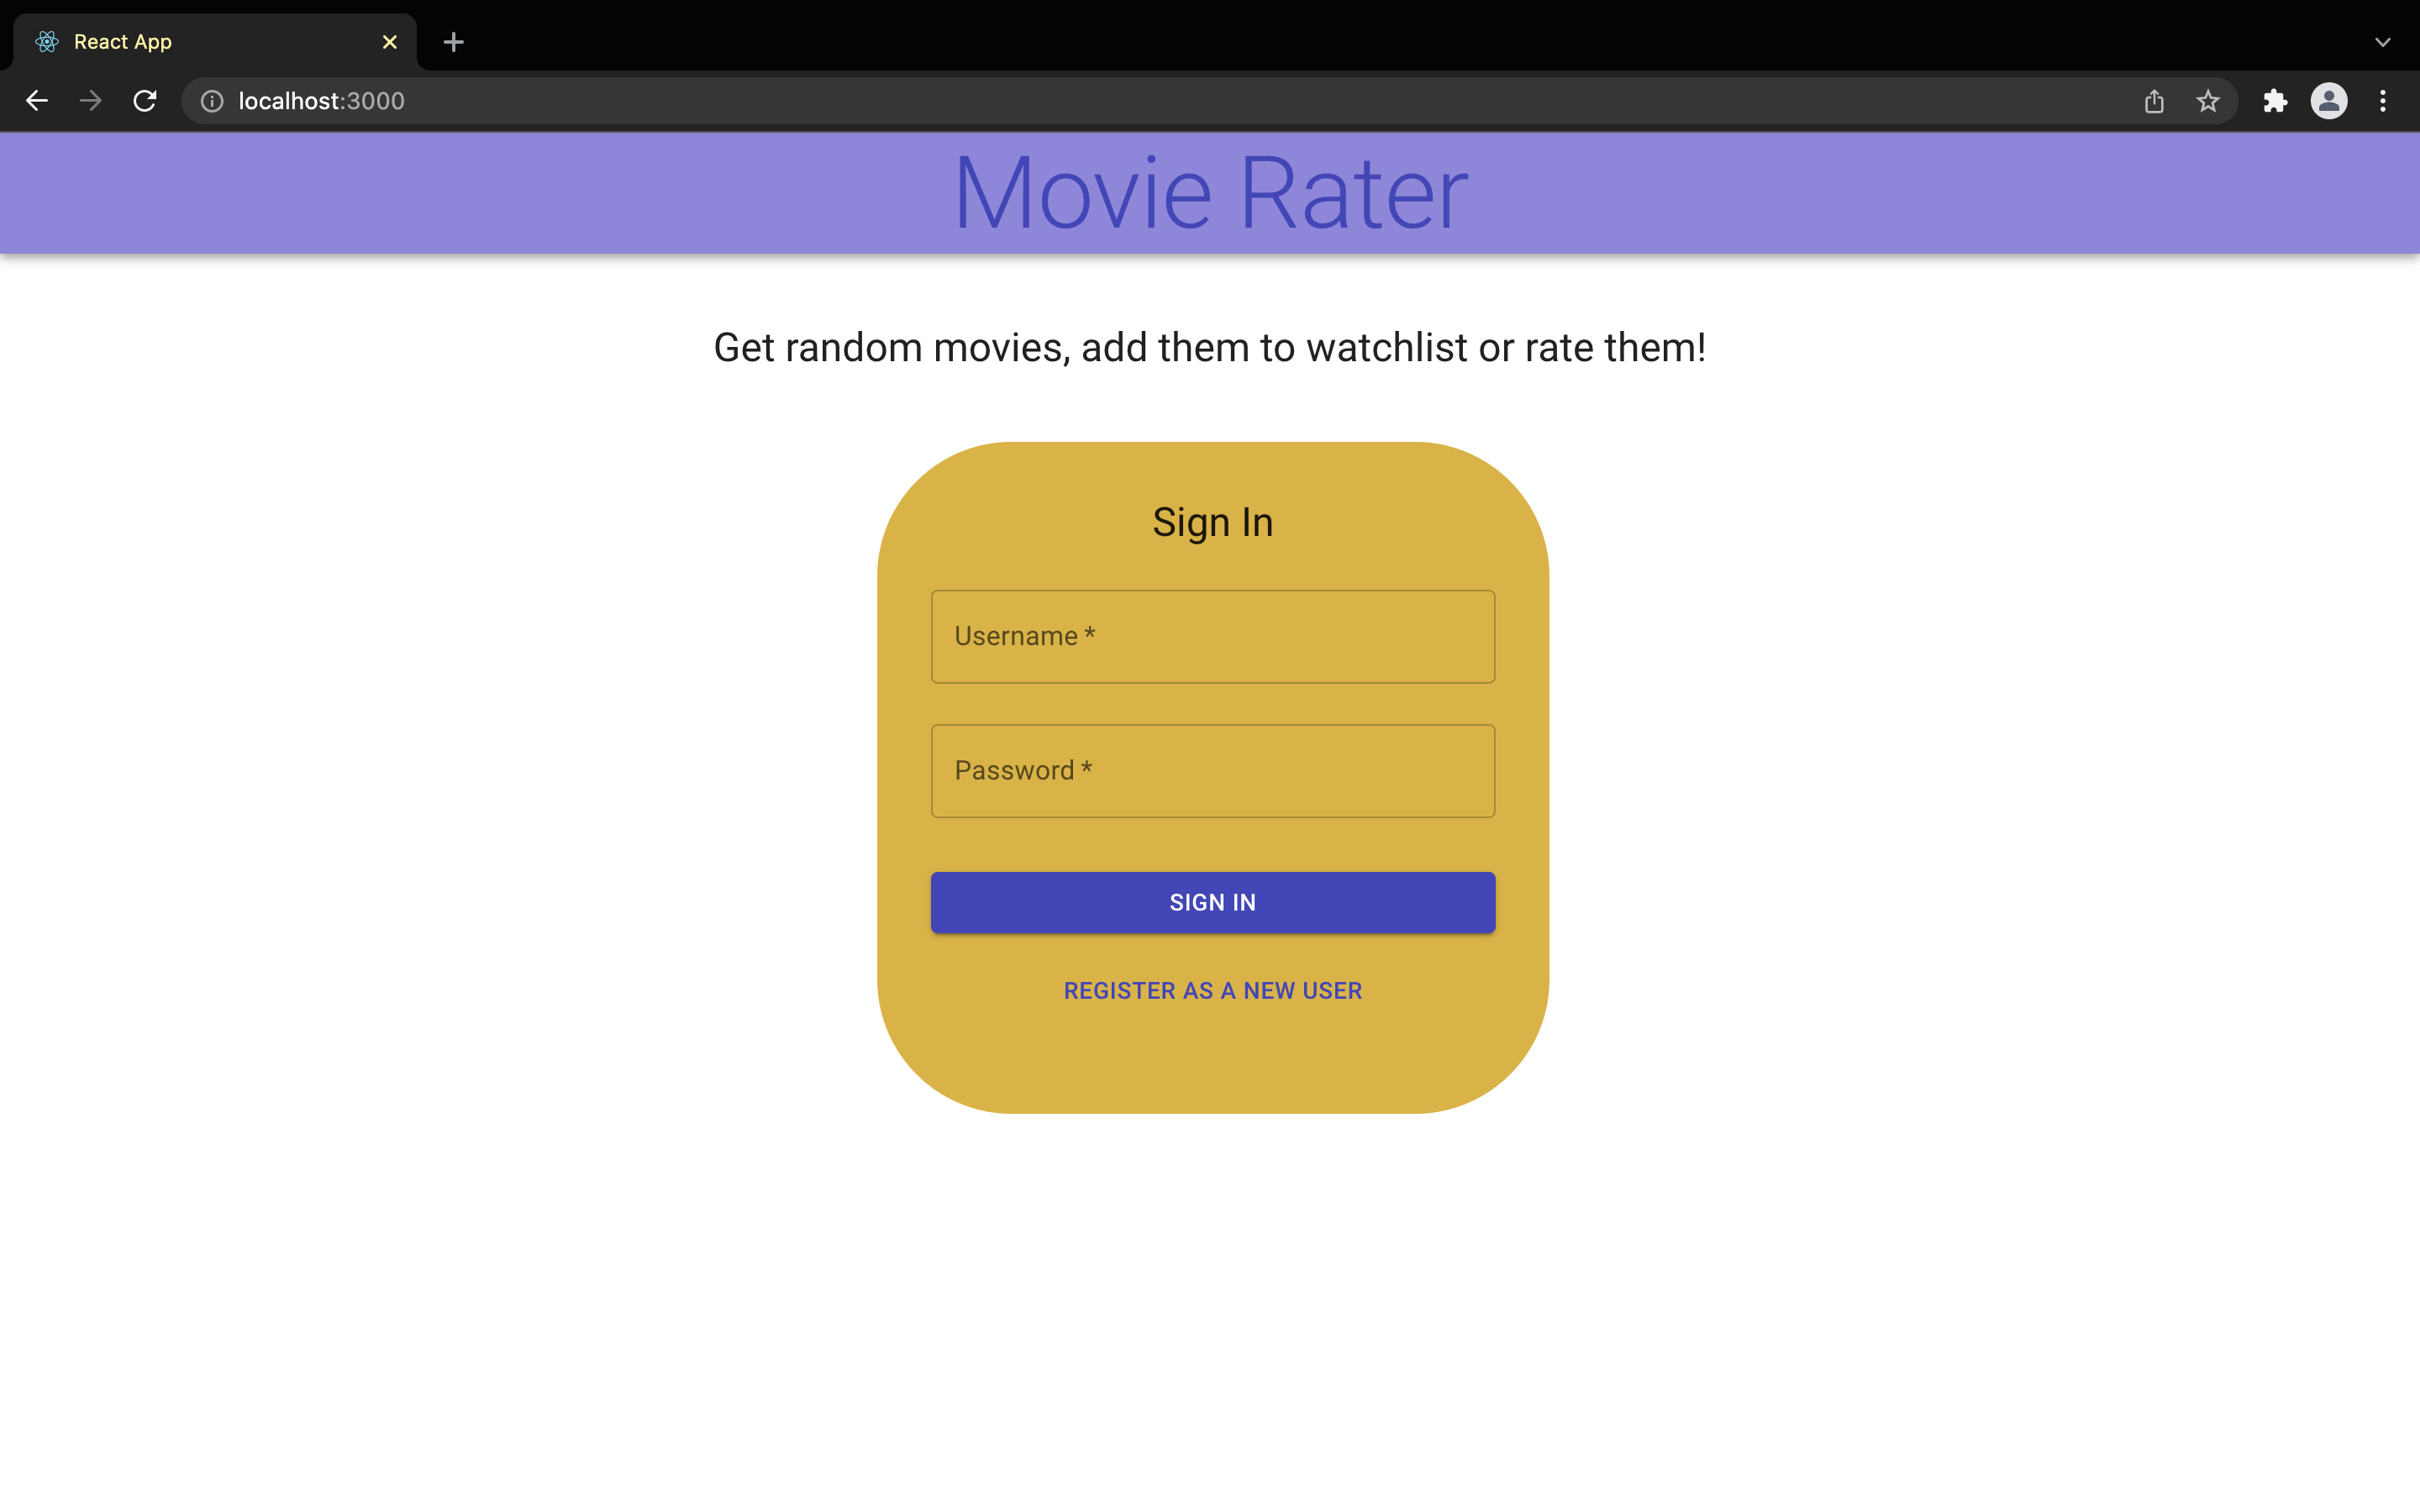 React App
localhost:3000
Movie Rater
Get random movies, add them to watchlist or rate them!
Sign In
Username *
Password *
SIGN IN
REGISTER AS A NEW USER